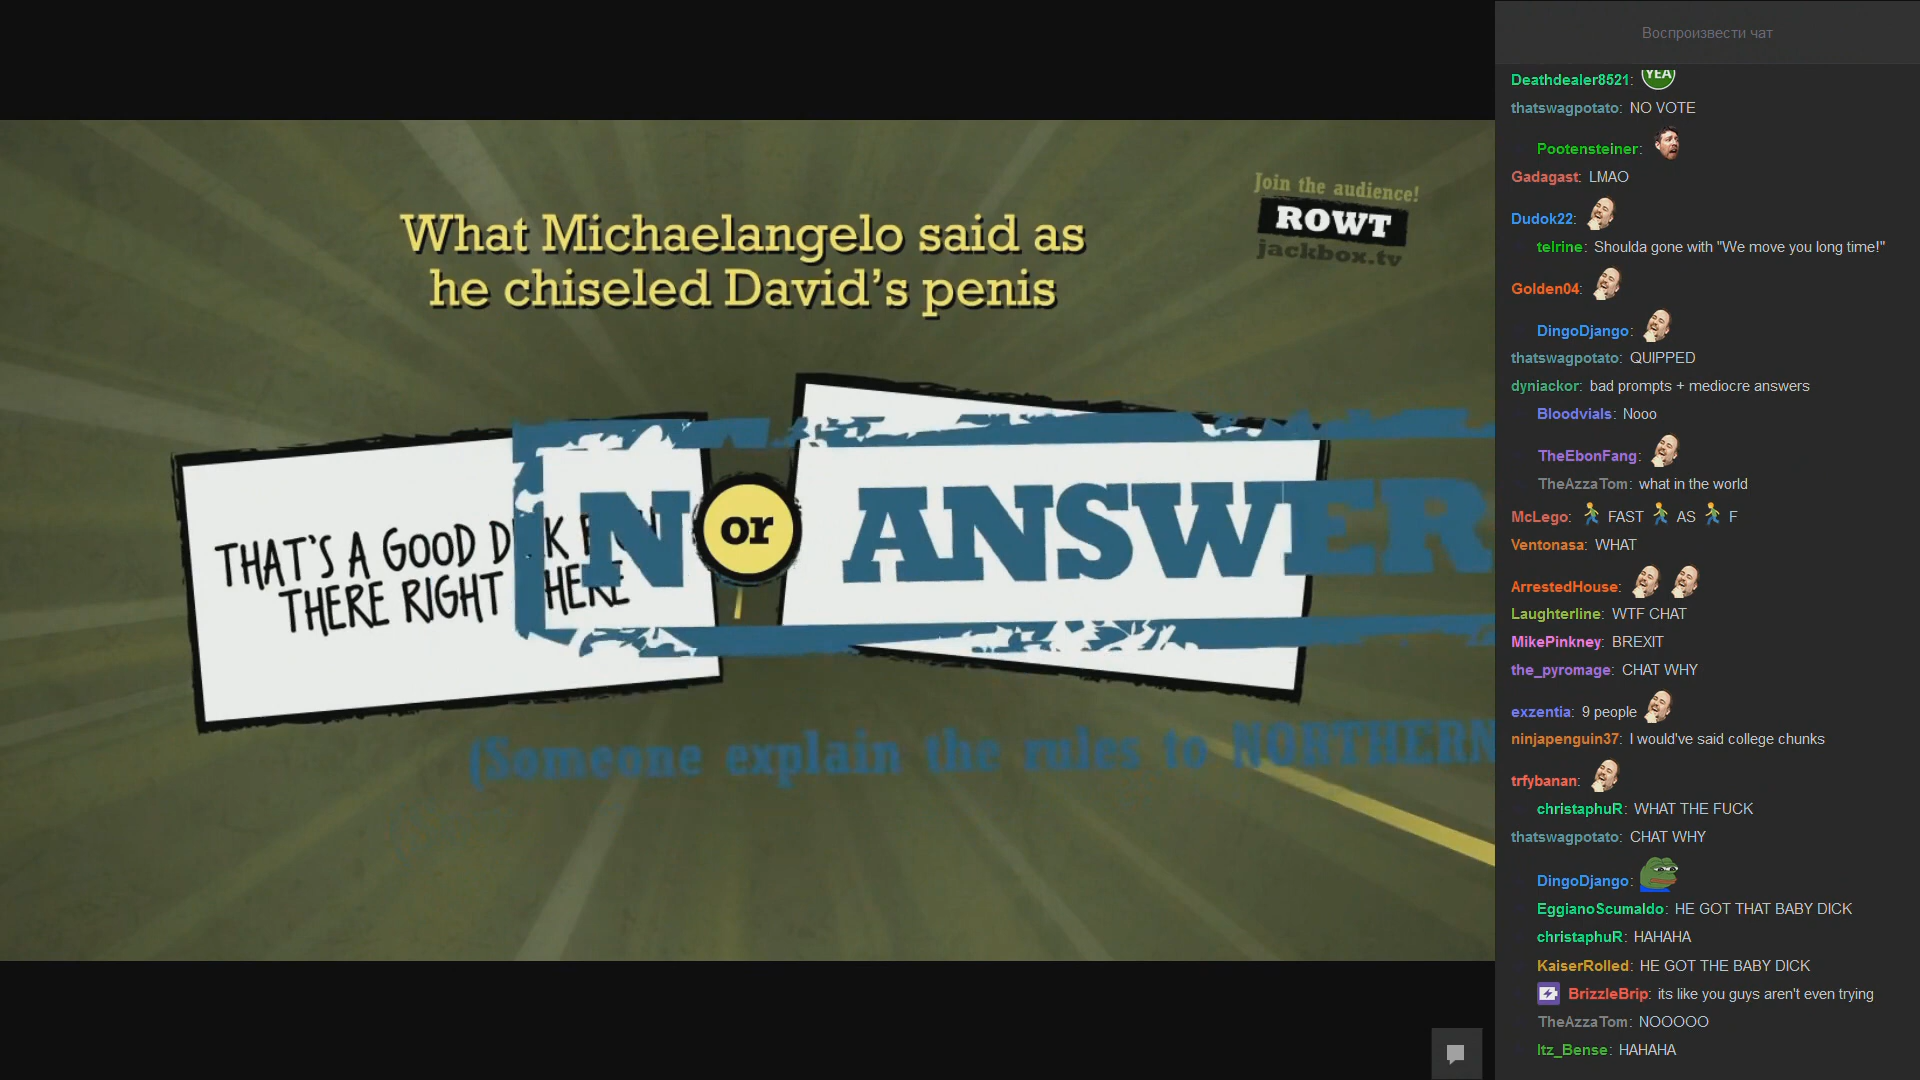 What Michaelangelo said as
he chiseled David's penis
Join the audience!
ROWT
jackbox.tv
THAT'S A GOOD
THERE RIGHT HERE
or
N ANSWER
(Someone explain the rules to NORTHERN
Воспроизвести чат
Deathdealer8521: YEA
thatswagpotato: NO VOTE
Pootensteiner:
Gadagast: LMAO
Dudok22:
telrine: Shoulda gone with "We move you long time!"
Golden04:
DingoDjango:
thatswagpotato: QUIPPED
dyniackor: bad prompts + mediocre answers
Bloodvials: Nooo
TheEbonFang:
TheAzzaTom: what in the world
McLego: FAST AS F
Ventonasa: WHAT
ArrestedHouse:
Laughterline: WTF CHAT
MikePinkney: BREXIT
the_pyromage: CHAT WHY
exzentia: 9 people
ninjapenguin37: I would've said college chunks
trfybanan:
christaphuR: WHAT THE FUCK
thatswagpotato: CHAT WHY
DingoDjango:
EggianoScumaldo: HE GOT THAT BABY DICK
christaphuR: HAHAHA
KaiserRolled: HE GOT THE BABY DICK
BrizzleBrip: its like you guys aren't even trying
TheAzzaTom: NOOOOO
Itz_Bense: HAHAHA